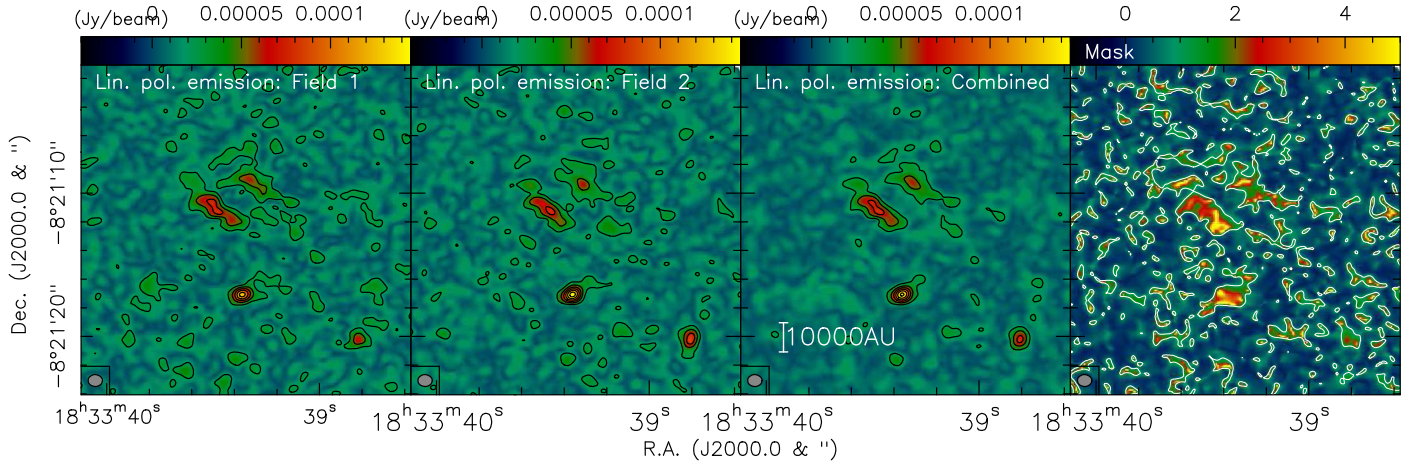 (Jy/beam) 0 0.00005 0.0001 (Jy/beam) 0 0.00005 0.0001 (Jy/beam) 0 0.00005 0.0001 0 2 4
Lin. pol. emission: Field 1 Lin. pol. emission: Field 2 Lin. pol. emission: Combined Mask
Dec. (J2000.0 & ")
−8°21'10"
−8°21'20"
10000AU
18ʰ33ᵐ40ˢ 39ˢ 18ʰ33ᵐ40ˢ 39ˢ 18ʰ33ᵐ40ˢ 39ˢ 18ʰ33ᵐ40ˢ 39ˢ
R.A. (J2000.0 & ")